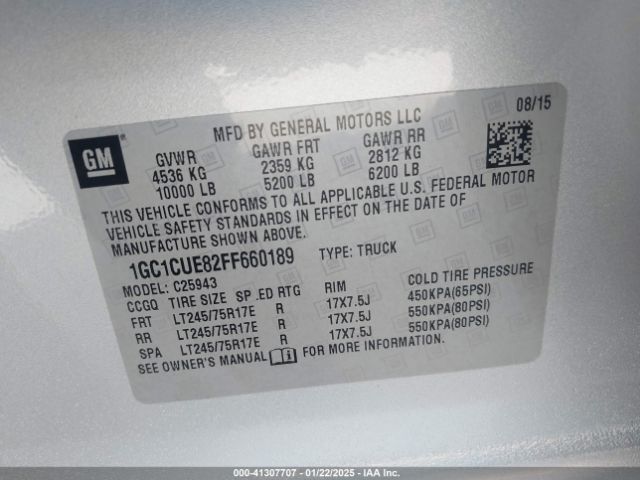 08/15
MFD BY GENERAL MOTORS LLC
GM
GVWR GAWR FRT GAWR RR
4536 KG 2359 KG 2812 KG
10000 LB 5200 LB 6200 LB
THIS VEHICLE CONFORMS TO ALL APPLICABLE U.S. FEDERAL MOTOR
VEHICLE SAFETY STANDARDS IN EFFECT ON THE DATE OF
MANUFACTURE SHOWN ABOVE.
1GC1CUE82FF660189 TYPE: TRUCK
MODEL: C25943
CCGQ TIRE SIZE SP.ED RTG RIM COLD TIRE PRESSURE
FRT LT245/75R17E R 17X7.5J 450KPA(65PSI)
RR LT245/75R17E R 17X7.5J 550KPA(80PSI)
SPA LT245/75R17E R 17X7.5J 550KPA(80PSI)
SEE OWNER'S MANUAL FOR MORE INFORMATION.
000-41307707 - 01/22/2025 - IAA Inc.